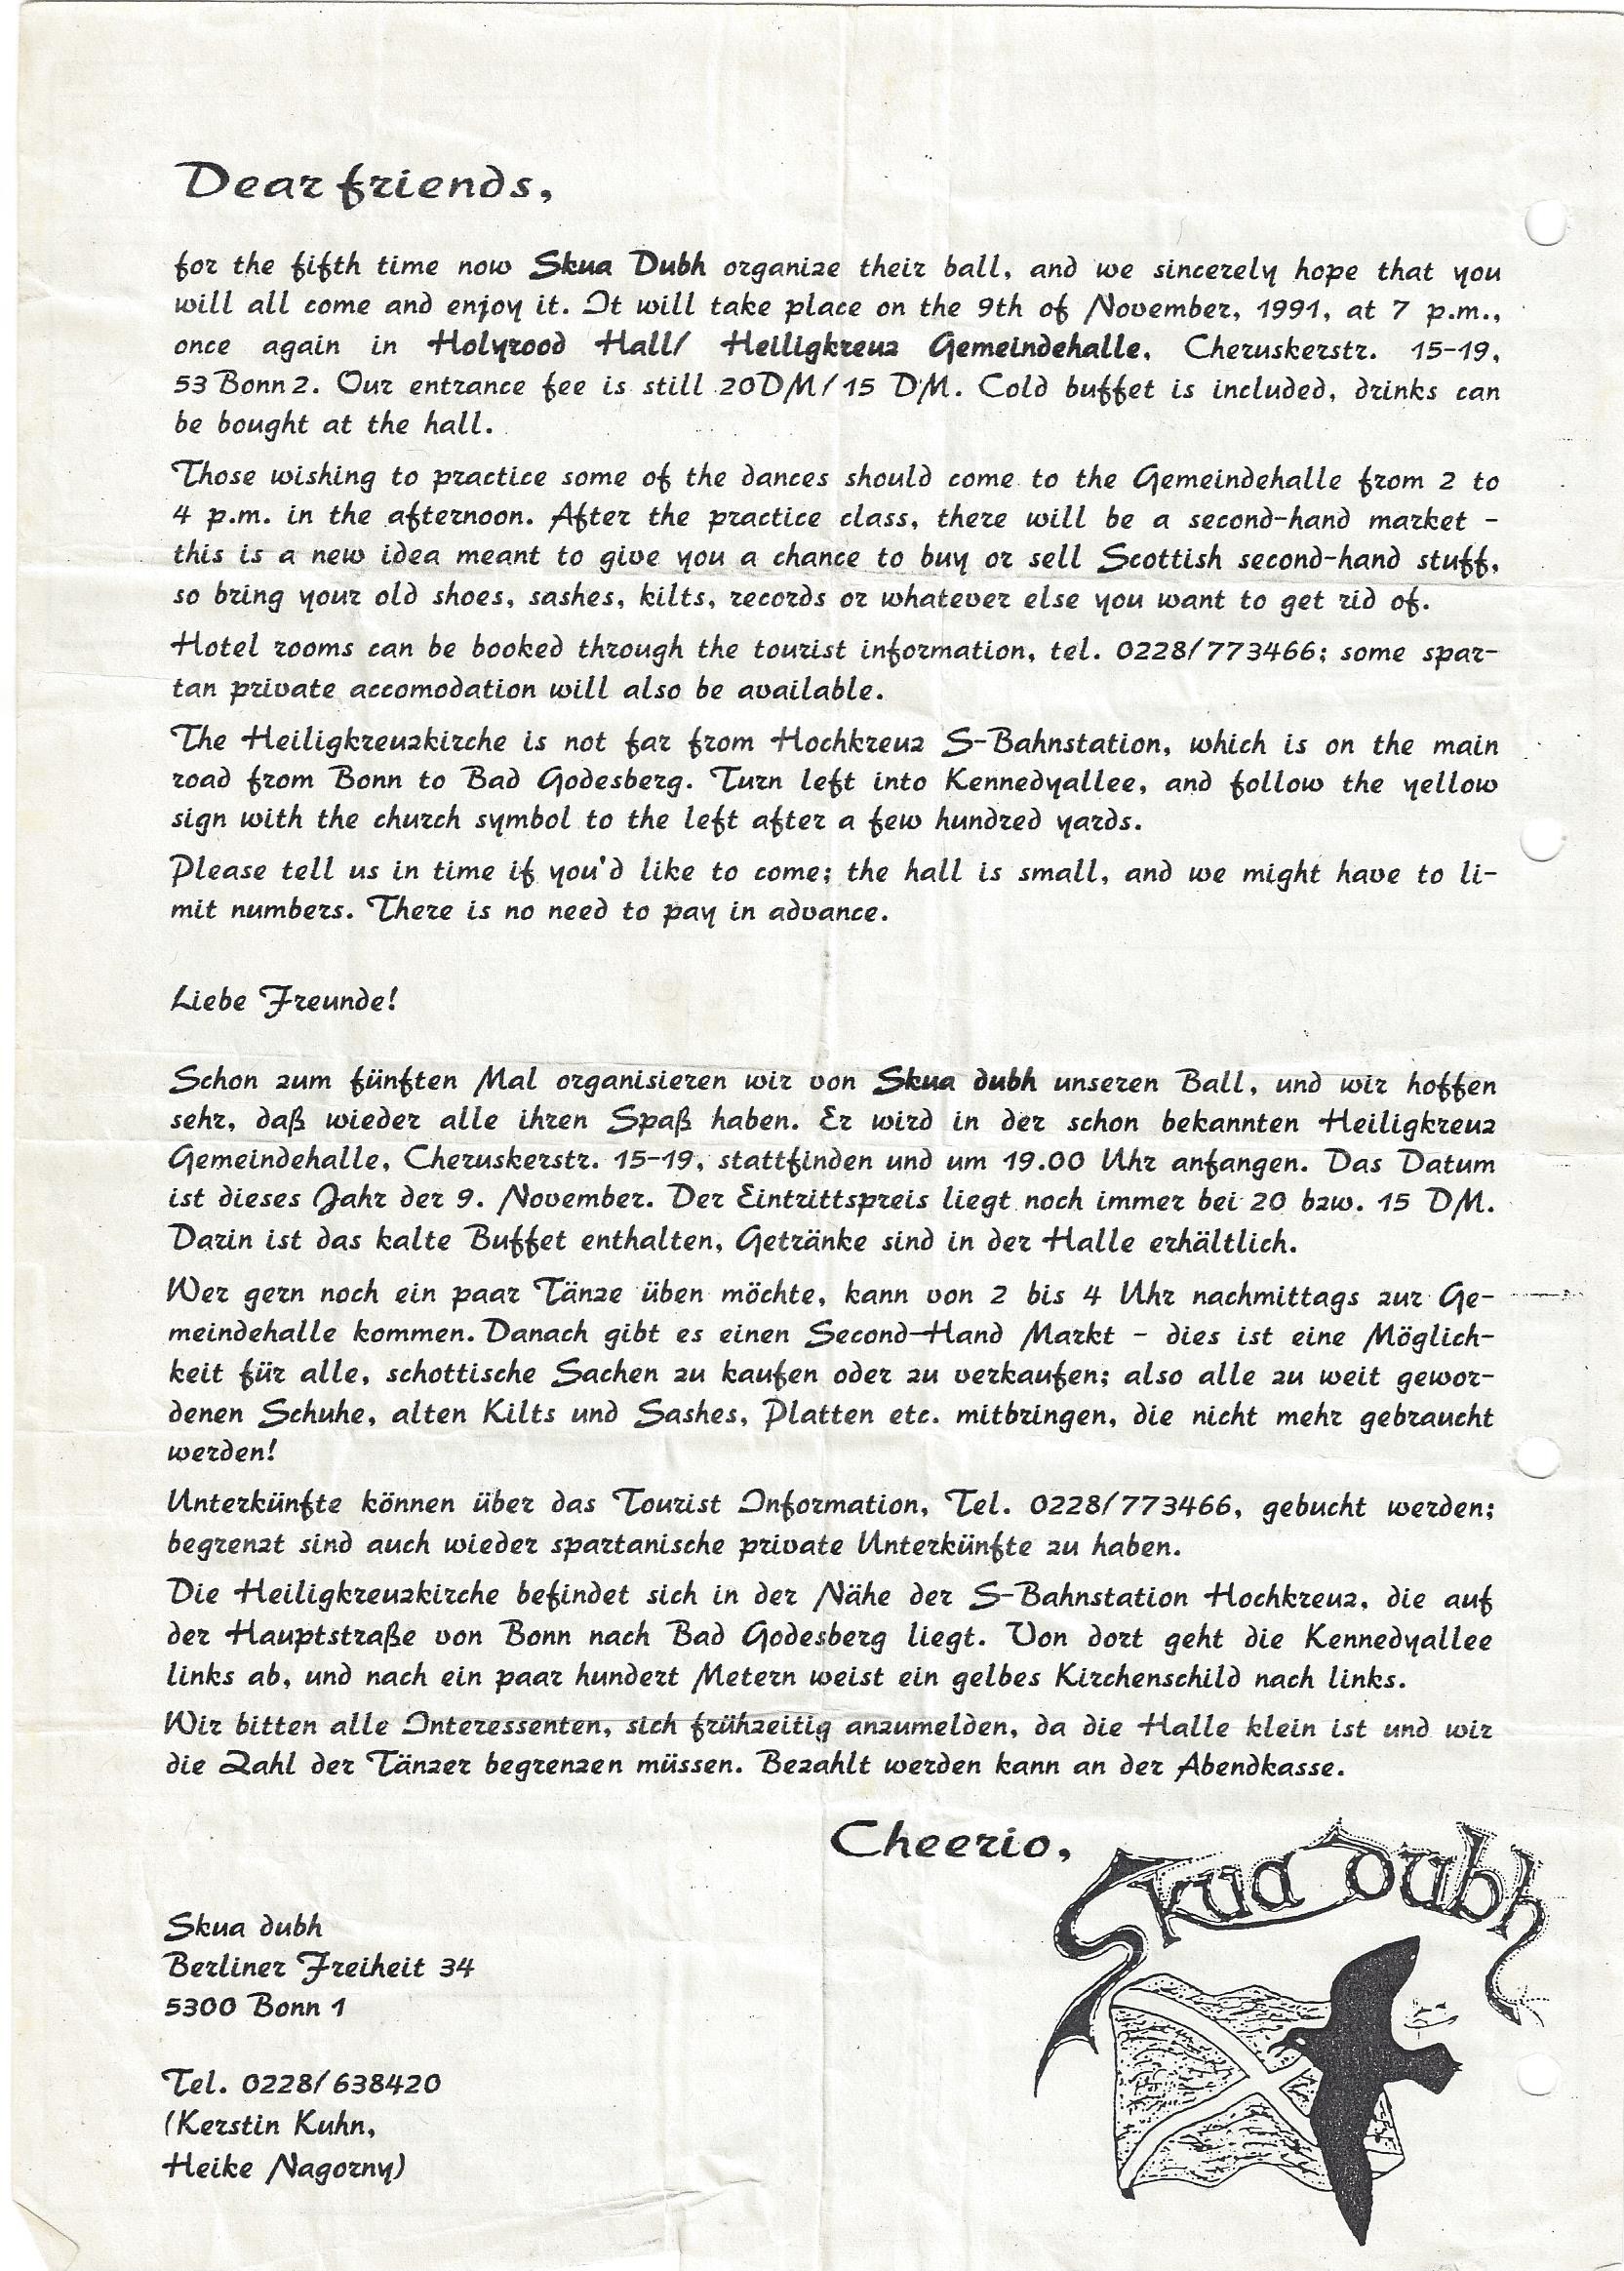 Dear friends,
for the fifth time now Skua Dubh organize their ball, and we sincerely hope that you
will all come and enjoy it. It will take place on the 9th of November, 1991, at 7 p.m.,
once again in Holyrood Hall/ Heiligkreuz Gemeindehalle, Cheruskerstr. 15-19,
53 Bonn 2. Our entrance fee is still 20DM/15 DM. Cold buffet is included, drinks can
be bought at the hall.
Those wishing to practice some of the dances should come to the Gemeindehalle from 2 to
4 p.m. in the afternoon. After the practice class, there will be a second-hand market -
this is a new idea meant to give you a chance to buy or sell Scottish second-hand stuff,
so bring your old shoes, sashes, kilts, records or whatever else you want to get rid of.
Hotel rooms can be booked through the tourist information, tel. 0228/773466; some spar-
tan private accomodation will also be available.
The Heiligkreuzkirche is not far from Hochkreuz S-Bahnstation, which is on the main
road from Bonn to Bad Godesberg. Turn left into Kennedyallee, and follow the yellow
sign with the church symbol to the left after a few hundred yards.
Please tell us in time if you'd like to come; the hall is small, and we might have to li-
mit numbers. There is no need to pay in advance.
Liebe Freunde!
Schon zum fünften Mal organisieren wir von Skua dubh unseren Ball, und wir hoffen
sehr, daß wieder alle ihren Spaß haben. Er wird in der schon bekannten Heiligkreuz
Gemeindehalle, Cheruskerstr. 15-19, stattfinden und um 19.00 Uhr anfangen. Das Datum
ist dieses Jahr der 9. November. Der Eintrittspreis liegt noch immer bei 20 bzw. 15 DM.
Darin ist das kalte Buffet enthalten, Getränke sind in der Halle erhältlich.
Wer gern noch ein paar Tänze üben möchte, kann von 2 bis 4 Uhr nachmittags zur Ge-
meindehalle kommen. Danach gibt es einen Second-Hand Markt - dies ist eine Möglich-
keit für alle, schottische Sachen zu kaufen oder zu verkaufen; also alle zu weit gewor-
denen Schuhe, alten Kilts und Sashes, Platten etc. mitbringen, die nicht mehr gebraucht
werden!
Unterkünfte können über das Tourist Information, Tel. 0228/773466, gebucht werden;
begrenzt sind auch wieder spartanische private Unterkünfte zu haben.
Die Heiligkreuzkirche befindet sich in der Nähe der S-Bahnstation Hochkreuz, die auf
der Hauptstraße von Bonn nach Bad Godesberg liegt. Von dort geht die Kennedyallee
links ab, und nach ein paar hundert Metern weist ein gelbes Kirchenschild nach links.
Wir bitten alle Interessenten, sich frühzeitig anzumelden, da die Halle klein ist und wir
die Zahl der Tänzer begrenzen müssen. Bezahlt werden kann an der Abendkasse.
Cheerio,
Skua dubh
Skua dubh
Berliner Freiheit 34
5300 Bonn 1
Tel. 0228/638420
(Kerstin Kuhn,
Heike Nagorny)